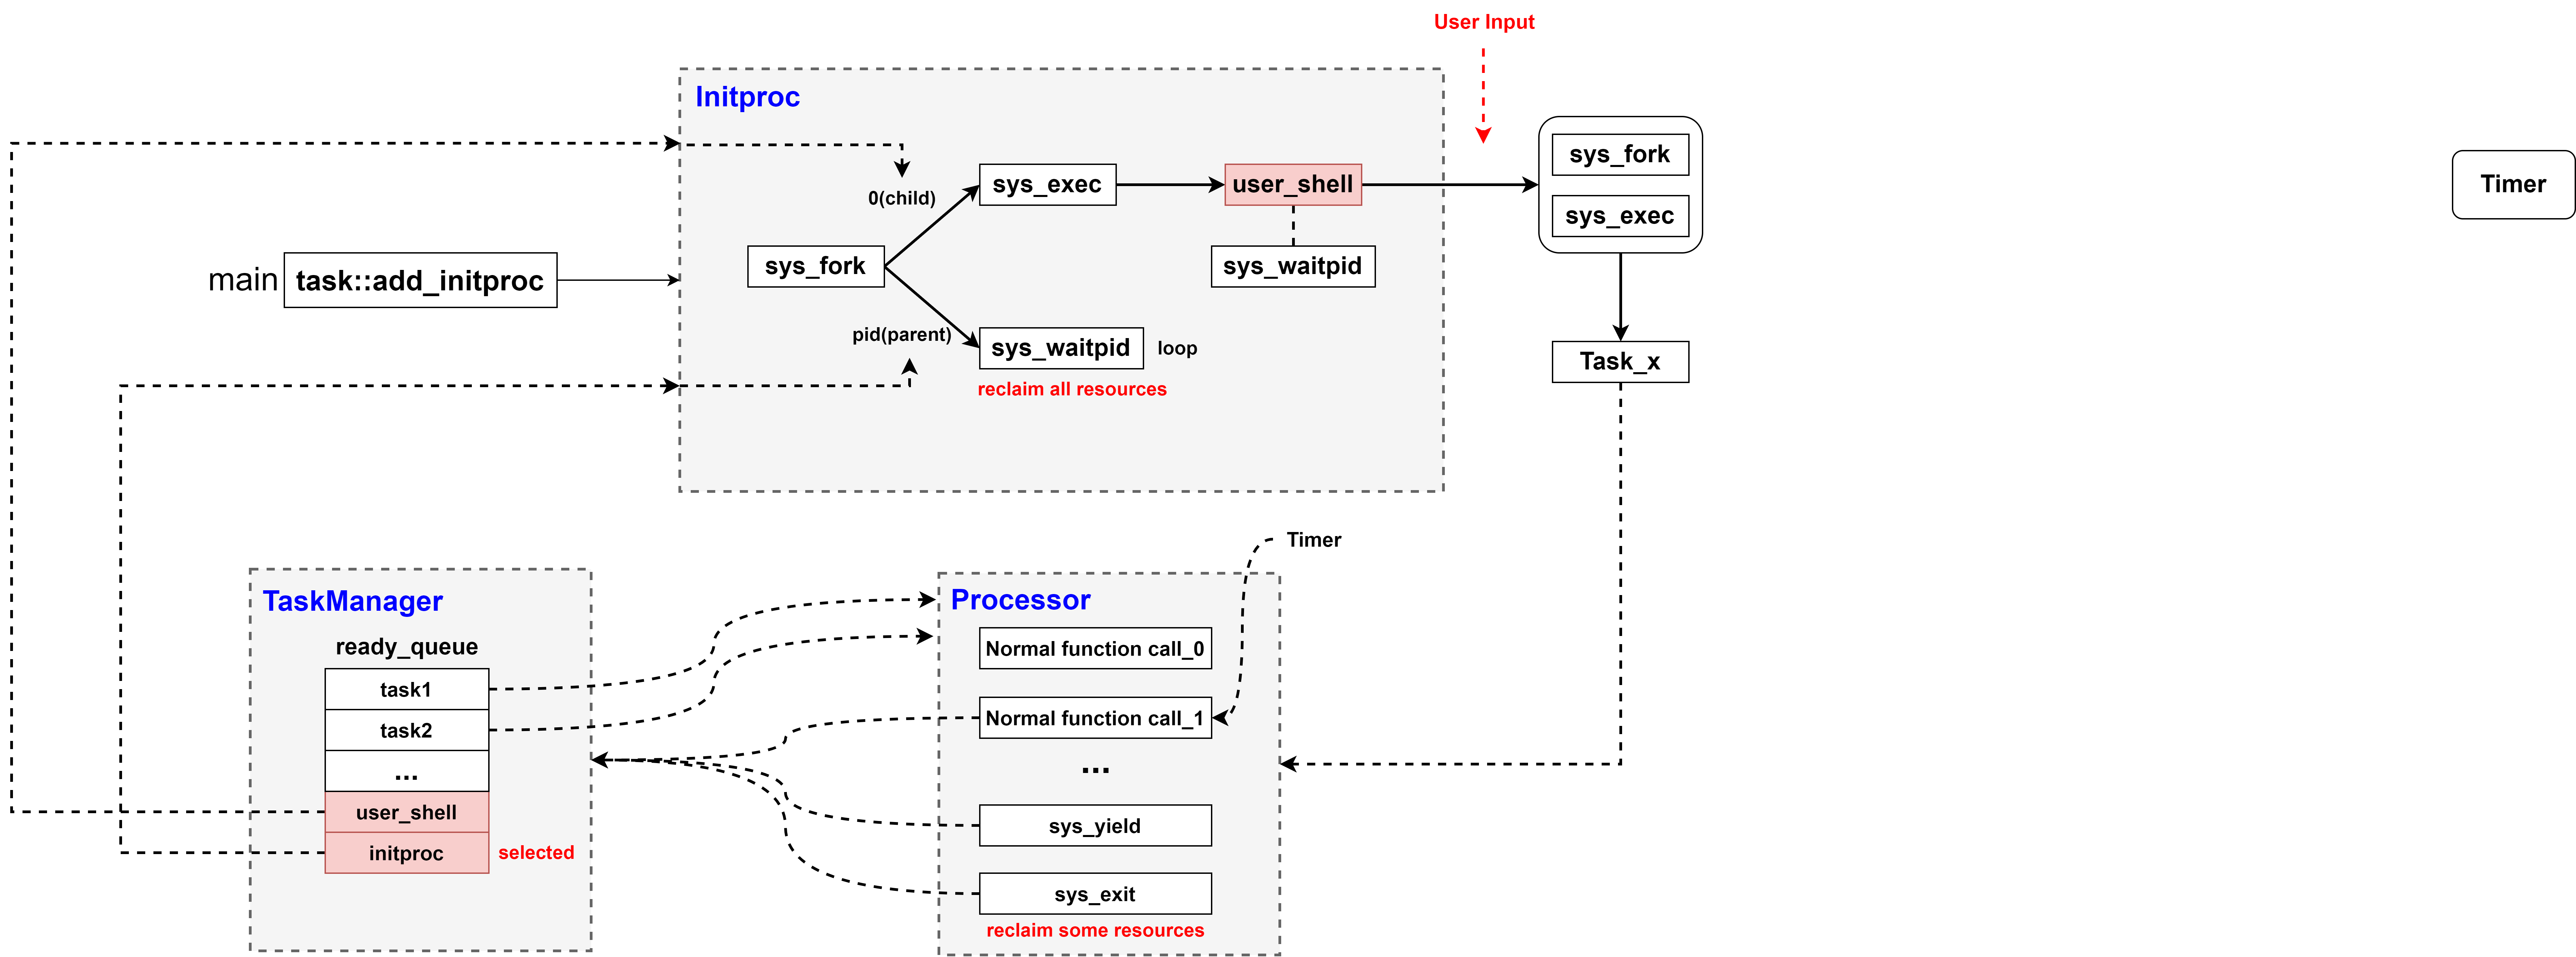 User Input
Initproc
sys_fork
sys_exec
Timer
0(child)
sys_exec
user_shell
main
task::add_initproc
sys_fork
sys_waitpid
pid(parent)
sys_waitpid
loop
reclaim all resources
Task_x
Timer
TaskManager
ready_queue
task1
task2
...
user_shell
initproc
selected
Processor
Normal function call_0
Normal function call_1
...
sys_yield
sys_exit
reclaim some resources